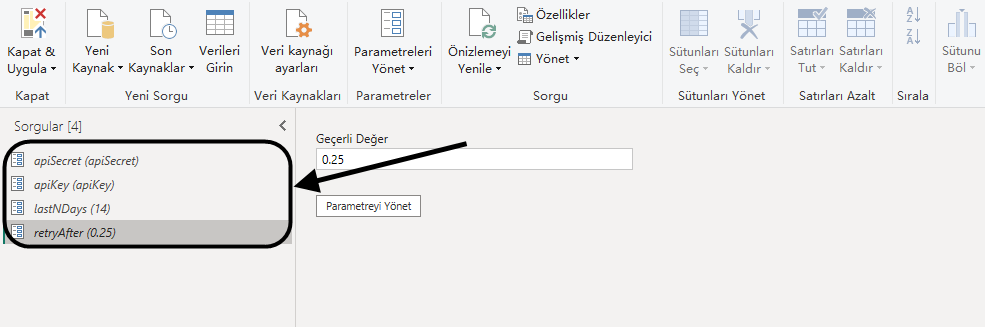 Kapat & Uygula
Yeni Kaynak
Son Kaynaklar
Verileri Girin
Veri kaynağı ayarları
Parametreleri Yönet
Önizlemeyi Yenile
Özellikler
Gelişmiş Düzenleyici
Yönet
Sütunları Seç
Sütunları Kaldır
Satırları Tut
Satırları Kaldır
A
Z
Z
A
Sütunu Böl
Kapat
Yeni Sorgu
Veri Kaynakları
Parametreler
Sorgu
Sütunları Yönet
Satırları Azalt
Sırala
Sorgular [4]
apiSecret (apiSecret)
apiKey (apiKey)
lastNDays (14)
retryAfter (0.25)
Geçerli Değer
0.25
Parametreyi Yönet